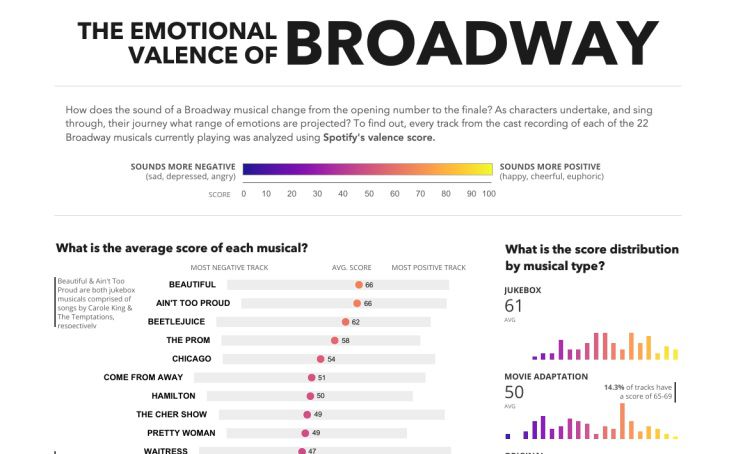 THE EMOTIONAL
VALENCE OF
BROADWAY
How does the sound of a Broadway musical change from the opening number to the finale? As characters undertake, and sing
through, their journey what range of emotions are projected? To find out, every track from the cast recording of each of the 22
Broadway musicals currently playing was analyzed using Spotify's valence score.
SOUNDS MORE NEGATIVE
(sad, depressed, angry)
SOUNDS MORE POSITIVE
(happy, cheerful, euphoric)
SCORE 0 10 20 30 40 50 60 70 80 90 100
What is the average score of each musical?
MOST NEGATIVE TRACK AVG. SCORE MOST POSITIVE TRACK
Beautiful & Ain't Too
Proud are both jukebox
musicals comprised of
songs by Carole King &
The Temptations,
respectively
BEAUTIFUL 66
AIN'T TOO PROUD 66
BEETLEJUICE 62
THE PROM 58
CHICAGO 54
COME FROM AWAY 51
HAMILTON 50
THE CHER SHOW 49
PRETTY WOMAN 49
WAITRESS 47
What is the score distribution
by musical type?
JUKEBOX
61
AVG
MOVIE ADAPTATION
50
AVG
14.3% of tracks have
a score of 65-69
ORIGINAL